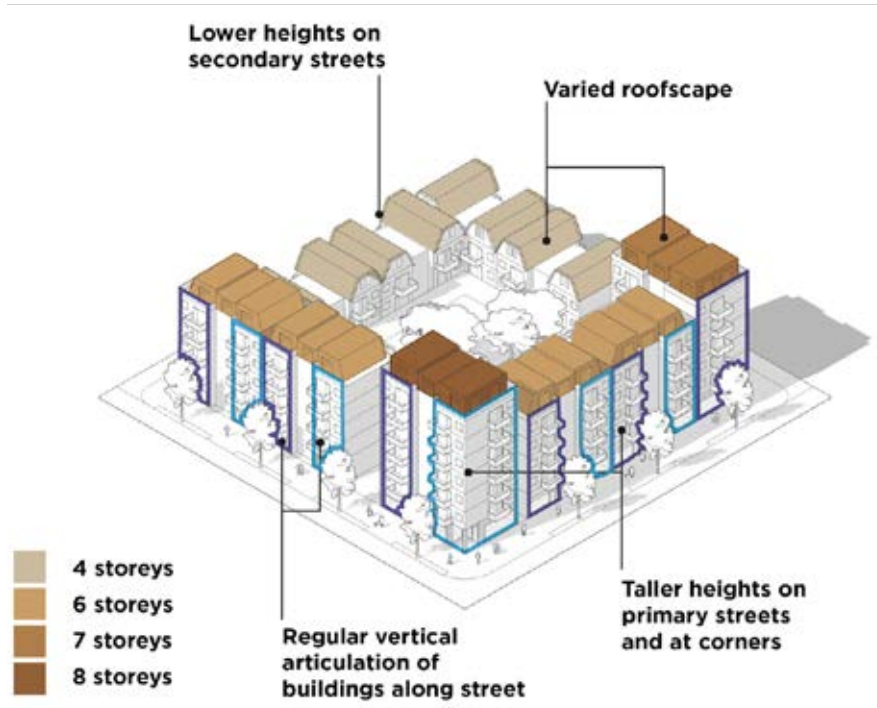 Lower heights on
secondary streets
Varied roofscape
4 storeys
6 storeys
7 storeys
8 storeys
Regular vertical
articulation of
buildings along street
Taller heights on
primary streets
and at corners